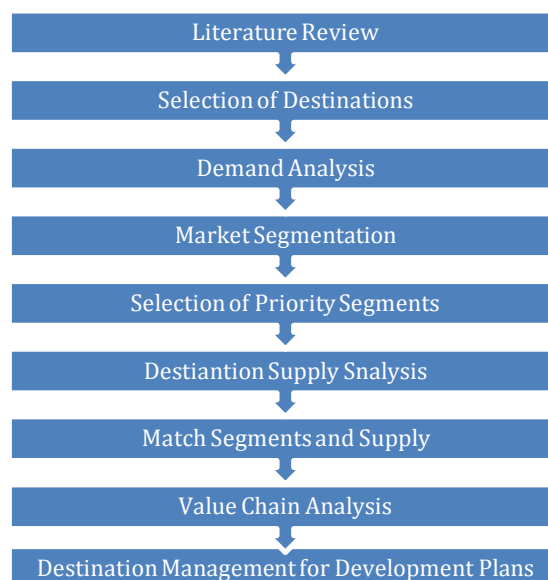 Literature Review
Selection of Destinations
Demand Analysis
Market Segmentation
Selection of Priority Segments
Destiantion Supply Snalysis
Match Segments and Supply
Value Chain Analysis
Destination Management for Development Plans